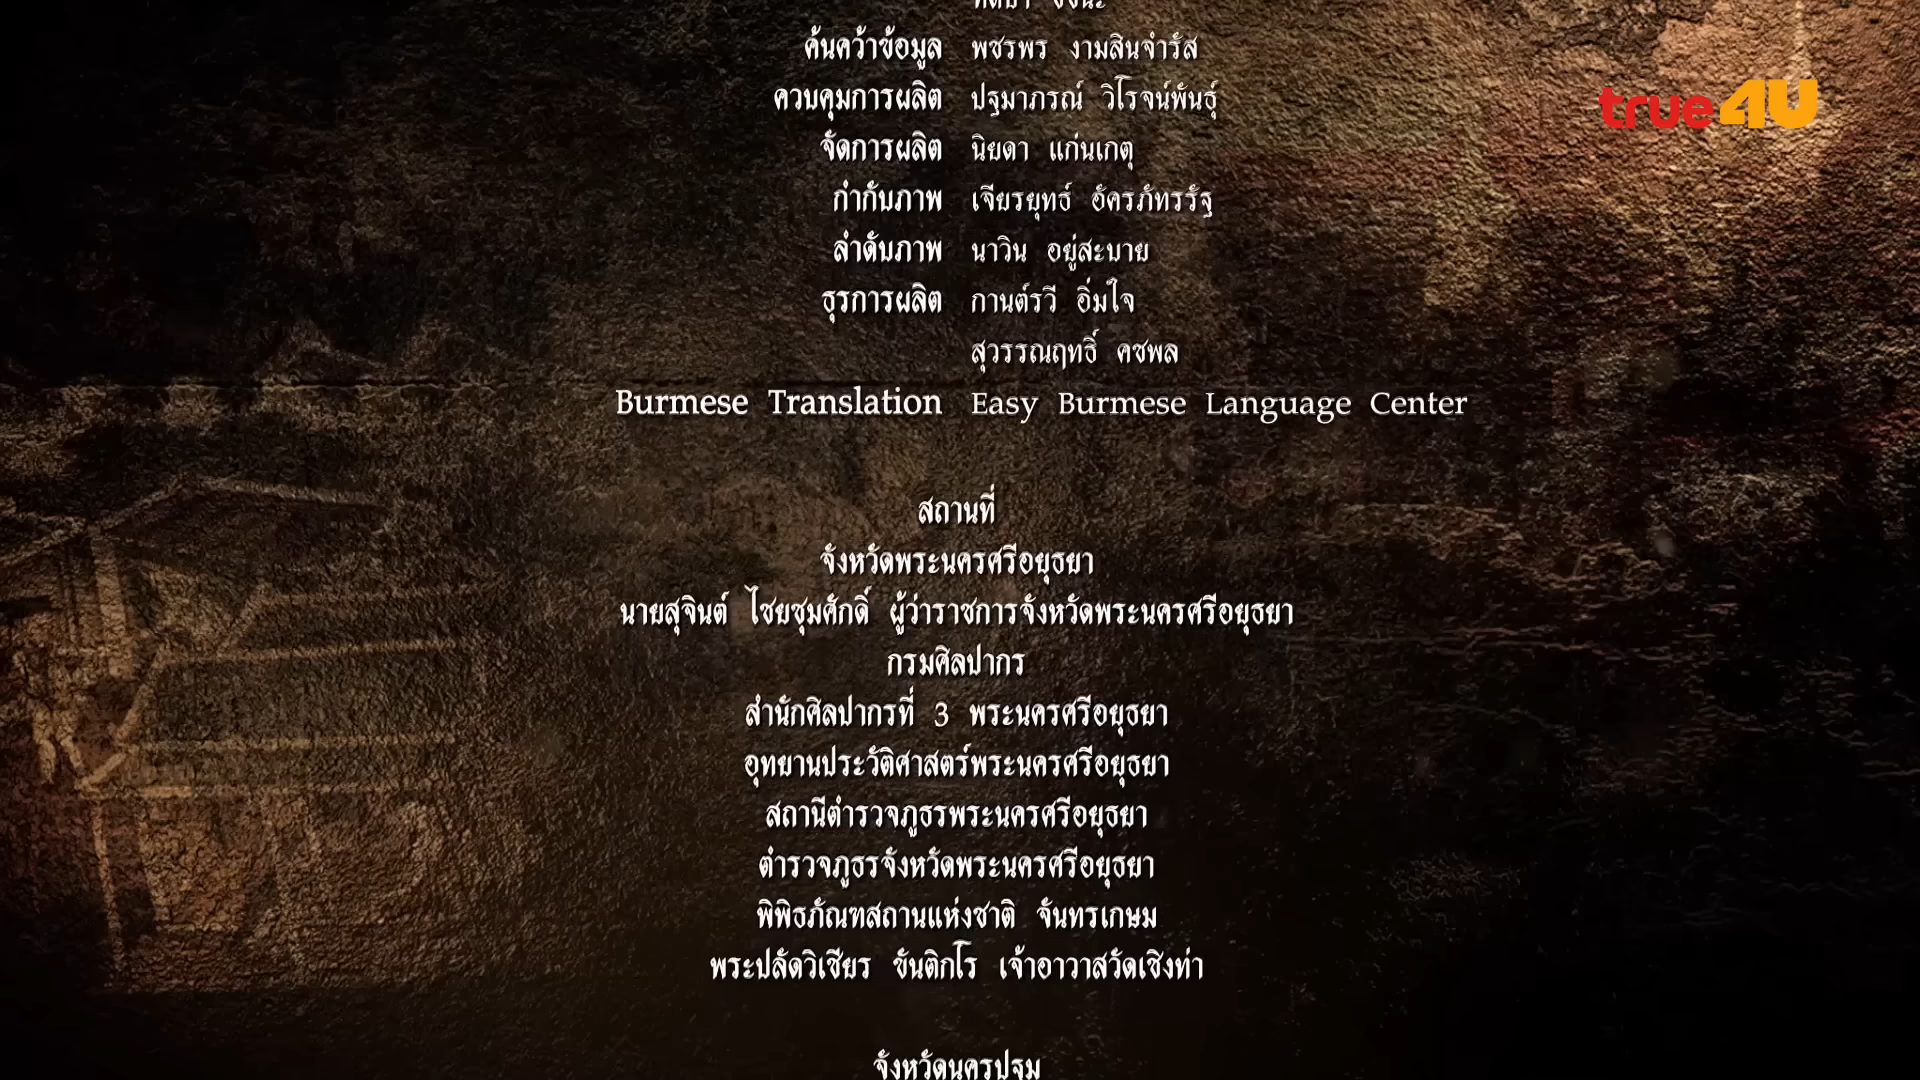 ค้นคว้าข้อมูล พชรพร งามสินจำรัส
ควบคุมการผลิต ปฐมาภรณ์ วิโรจน์พันธุ์
จัดการผลิต นิยดา แก่นเกตุ
กำกับภาพ เจียรยุทธ์ อัครภัทรรัฐ
ลำดับภาพ นาวิน อยู่สะบาย
ธุรการผลิต กานต์รวี อิ่มใจ
สุวรรณฤทธิ์ คชพล
Burmese Translation Easy Burmese Language Center
สถานที่
จังหวัดพระนครศรีอยุธยา
นายสุจินต์ ไชยชุมศักดิ์ ผู้ว่าราชการจังหวัดพระนครศรีอยุธยา
กรมศิลปากร
สำนักศิลปากรที่ 3 พระนครศรีอยุธยา
อุทยานประวัติศาสตร์พระนครศรีอยุธยา
สถานีตำรวจภูธรพระนครศรีอยุธยา
ตำรวจภูธรจังหวัดพระนครศรีอยุธยา
พิพิธภัณฑสถานแห่งชาติ จันทรเกษม
พระปลัดวิเชียร ขันติกโร เจ้าอาวาสวัดเชิงท่า
จังหวัดนครปฐม
true4U